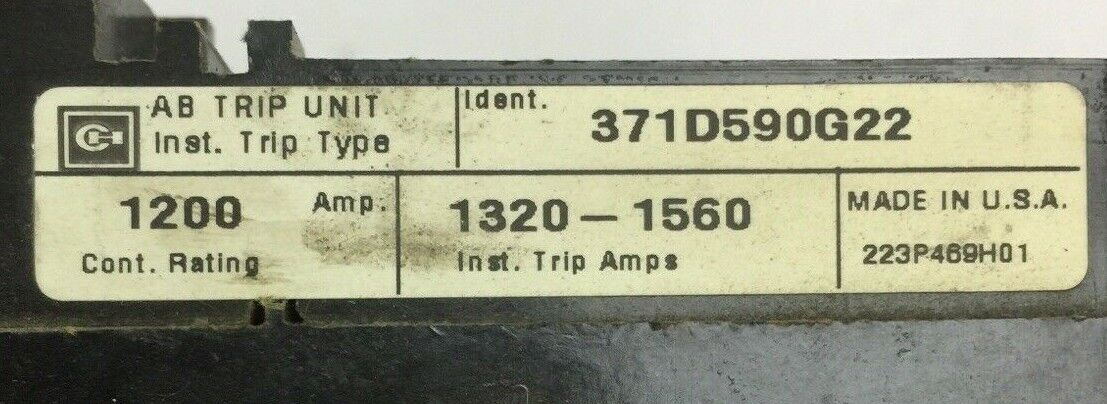 CH
AB TRIP UNIT
Inst. Trip Type
Ident.
371D590G22
1200 Amp.
Cont. Rating
1320 – 1560
Inst. Trip Amps
MADE IN U.S.A.
223P469H01